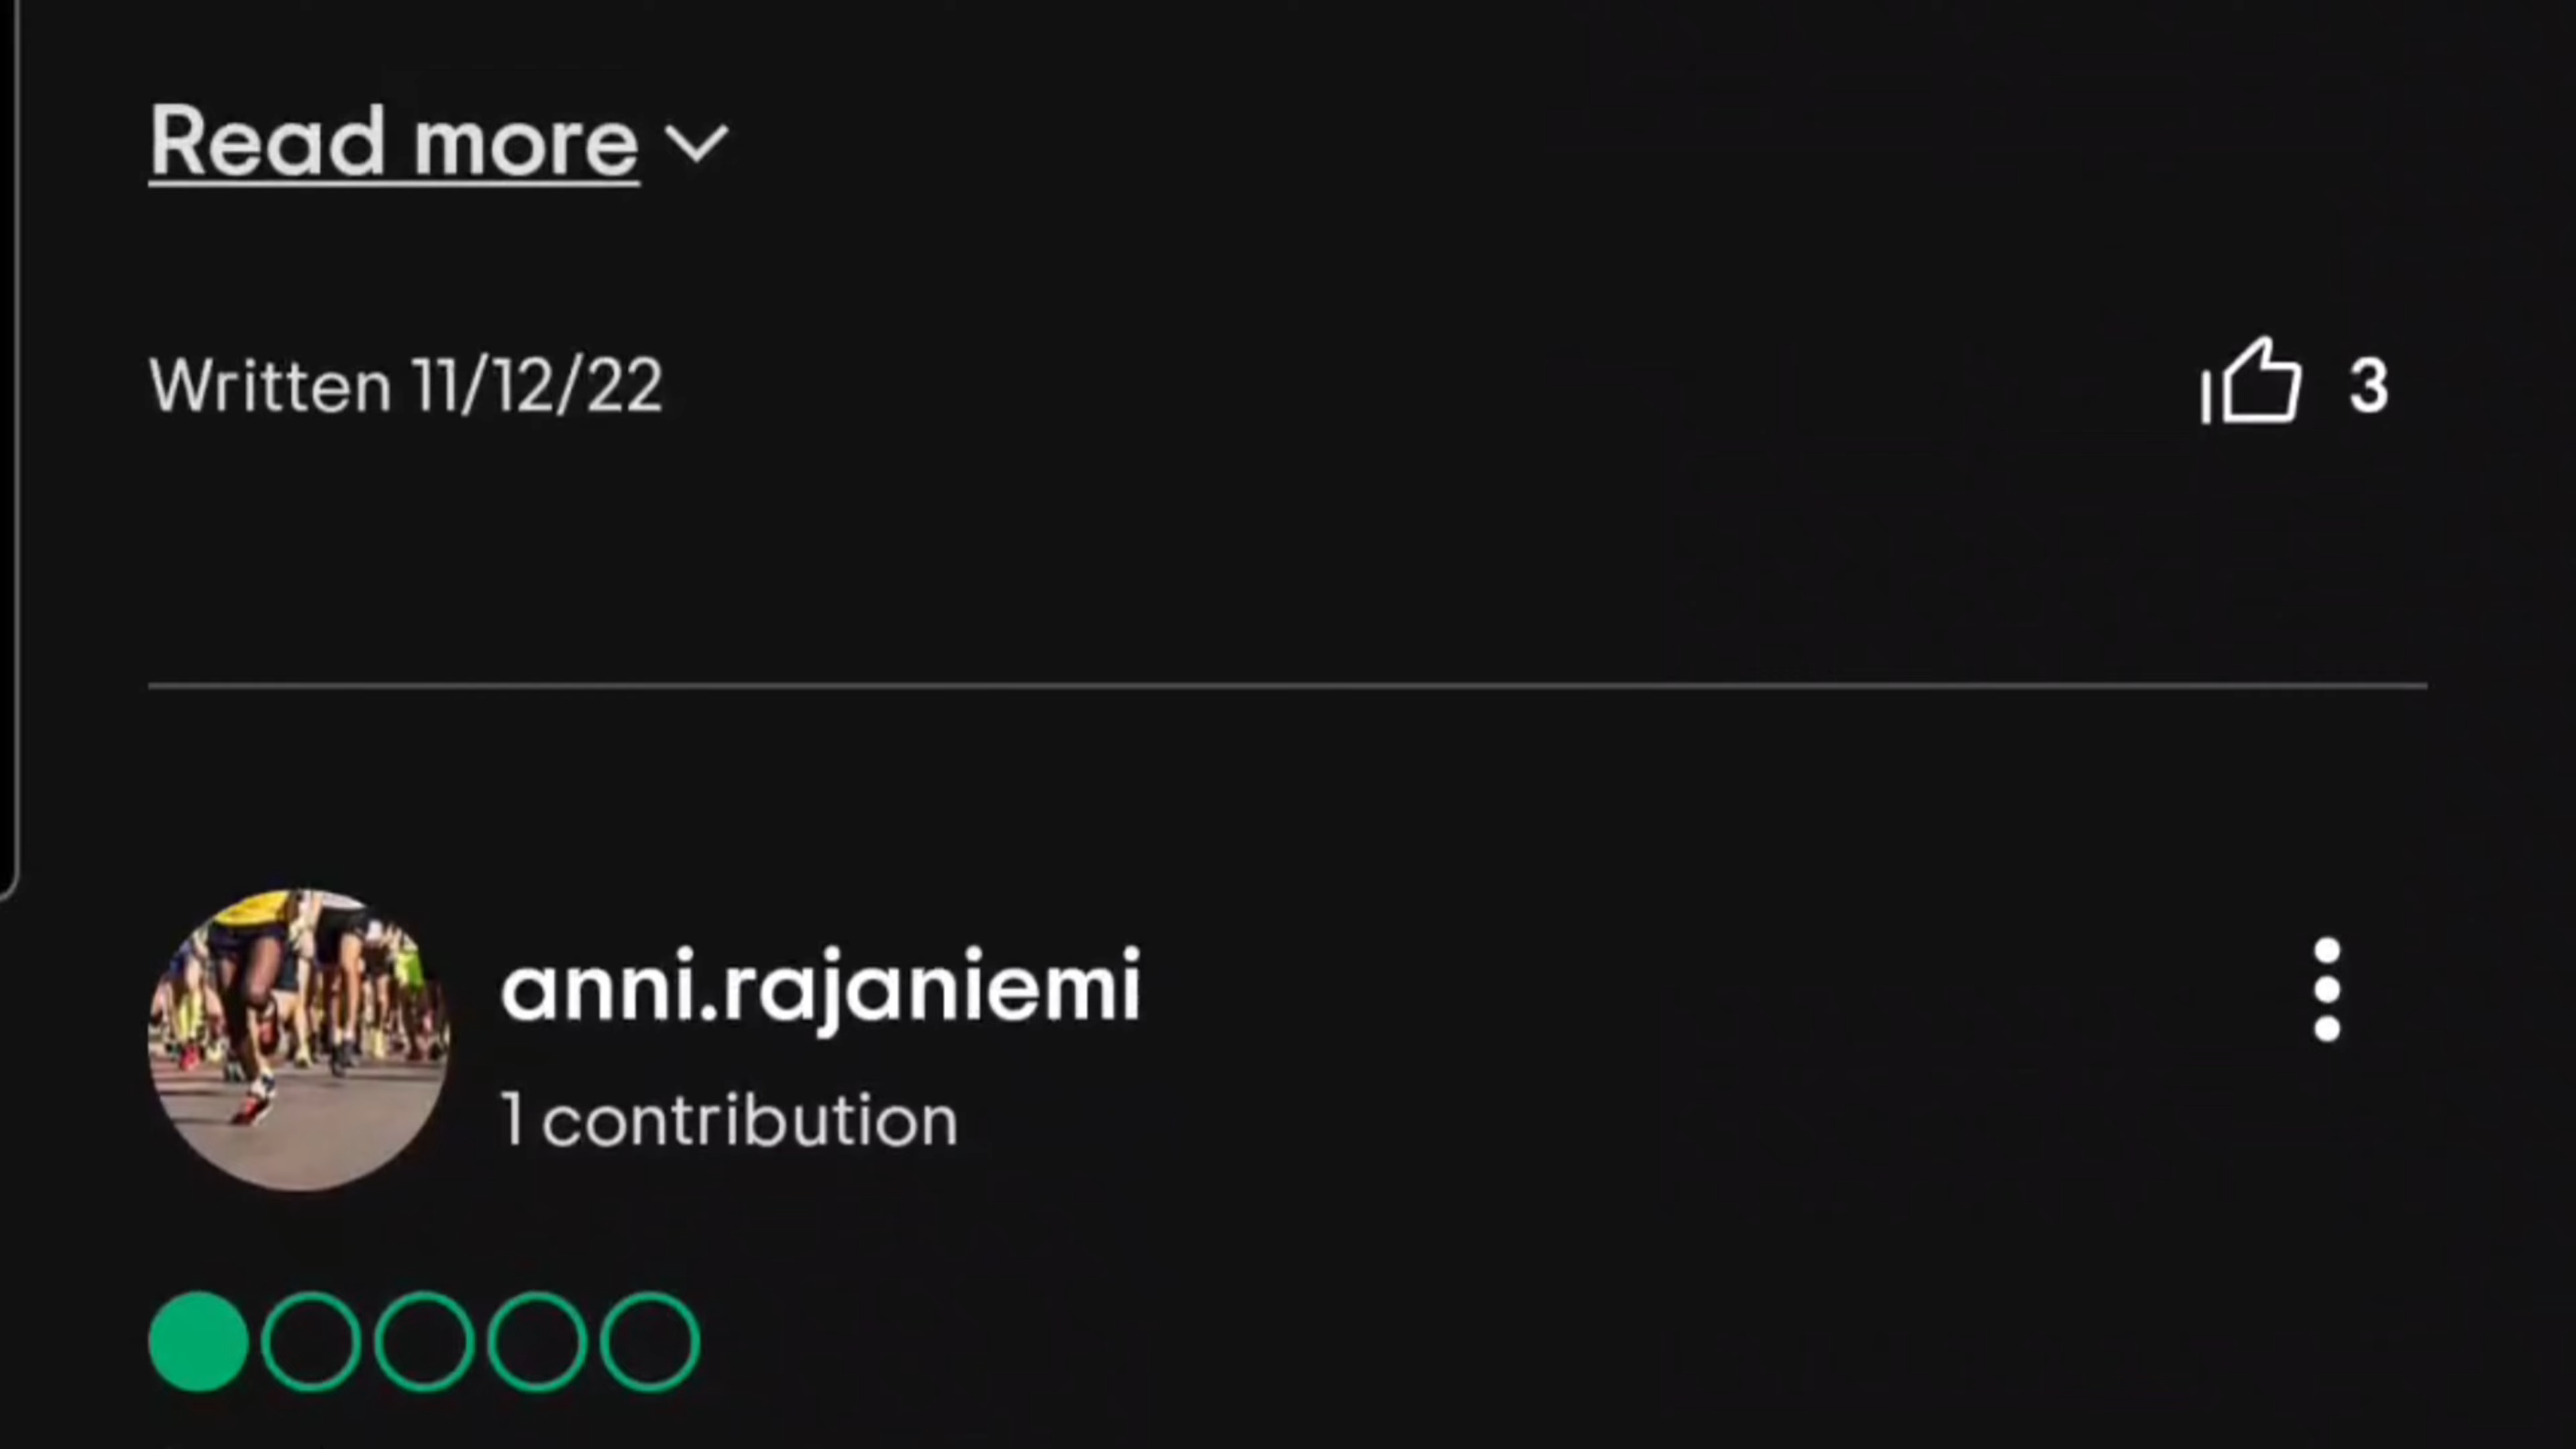 Read more
Written 11/12/22
3
anni.rajaniemi
1 contribution